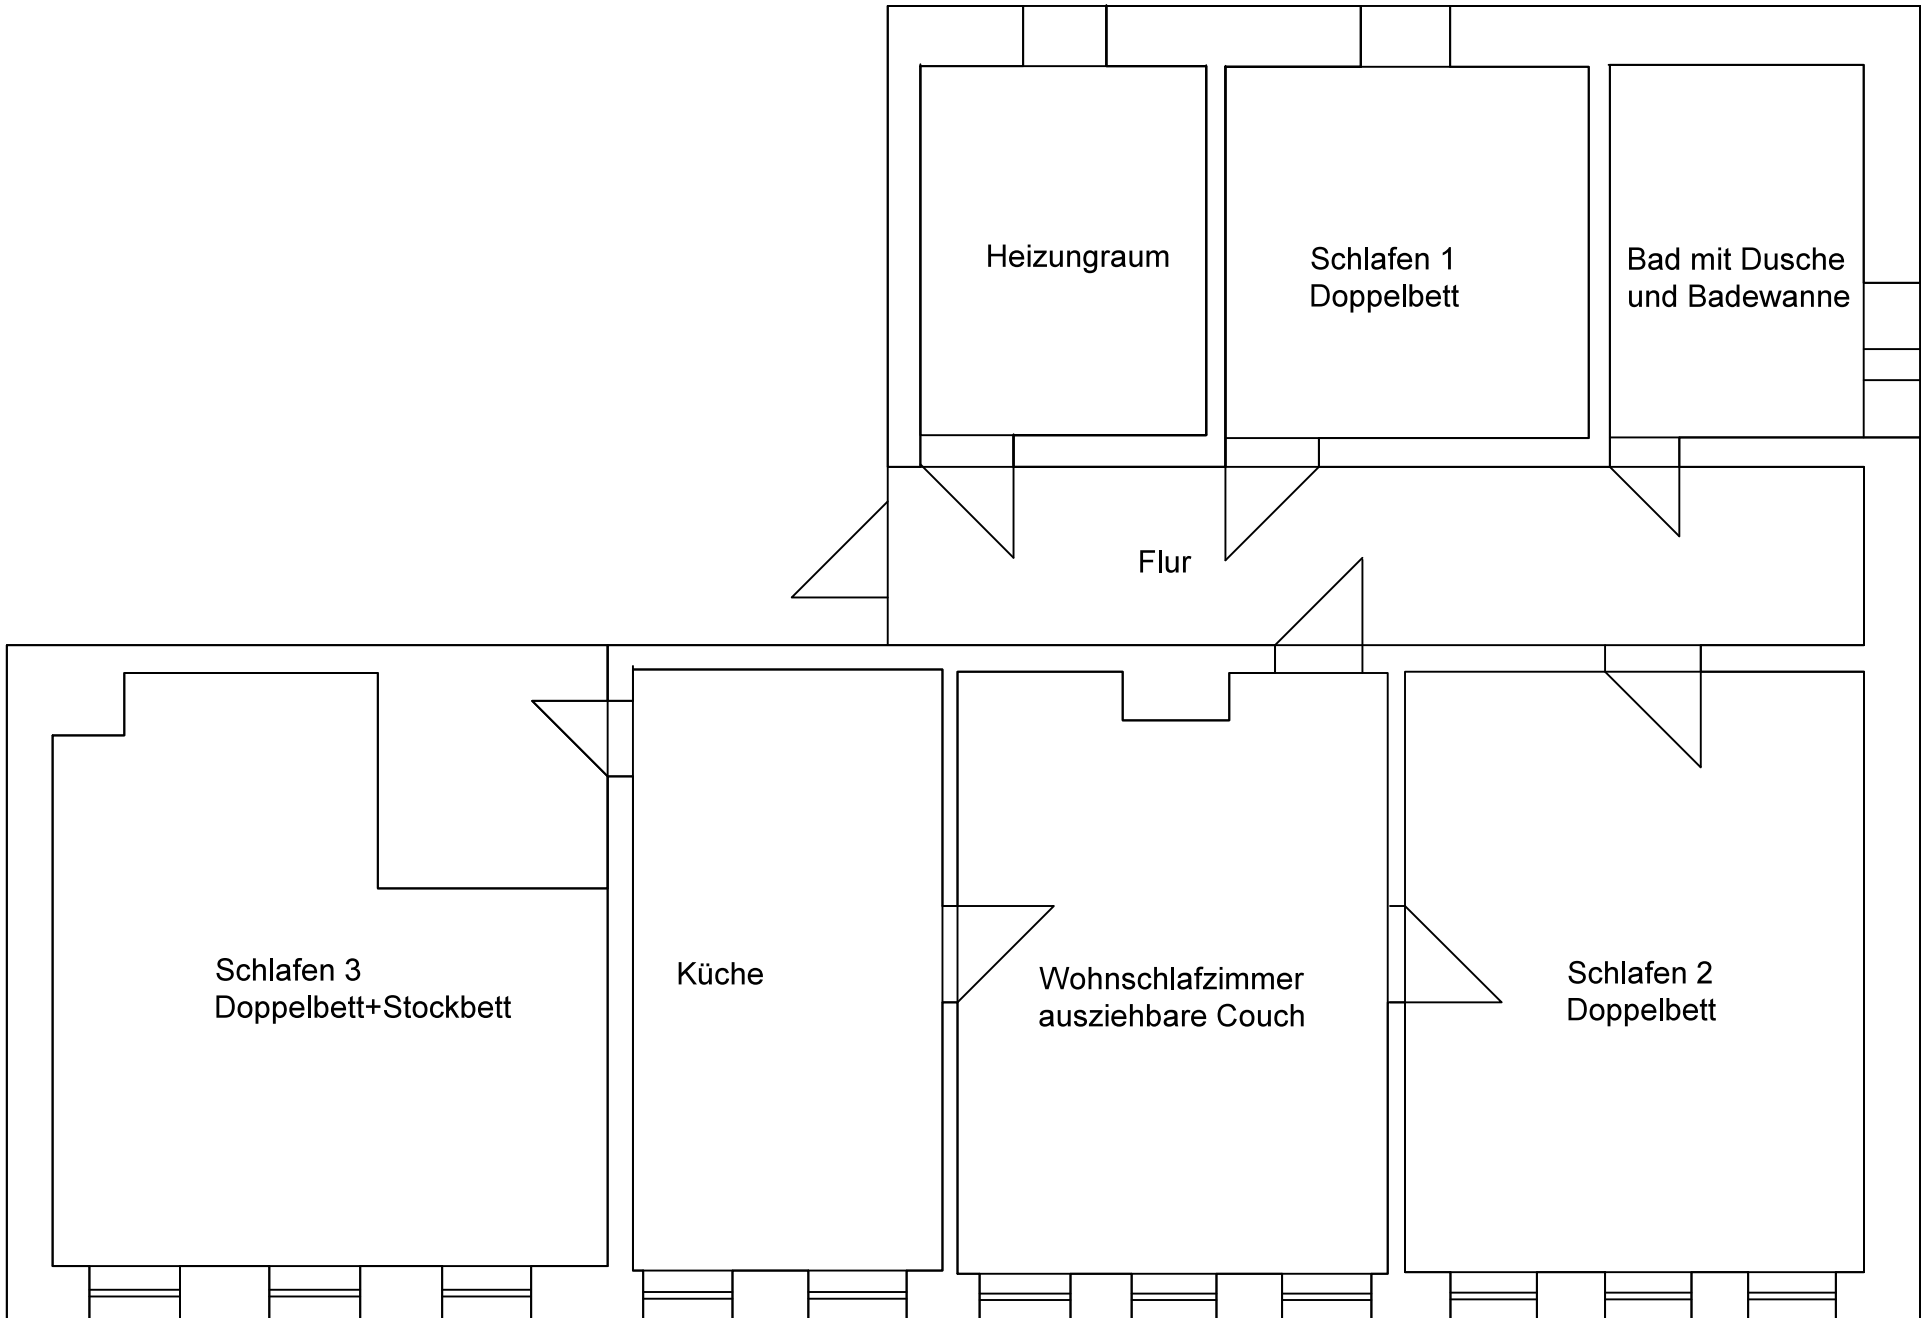 Heizungraum
Schlafen 1
Doppelbett
Bad mit Dusche
und Badewanne
Flur
Schlafen 3
Doppelbett+Stockbett
Küche
Wohnschlafzimmer
ausziehbare Couch
Schlafen 2
Doppelbett